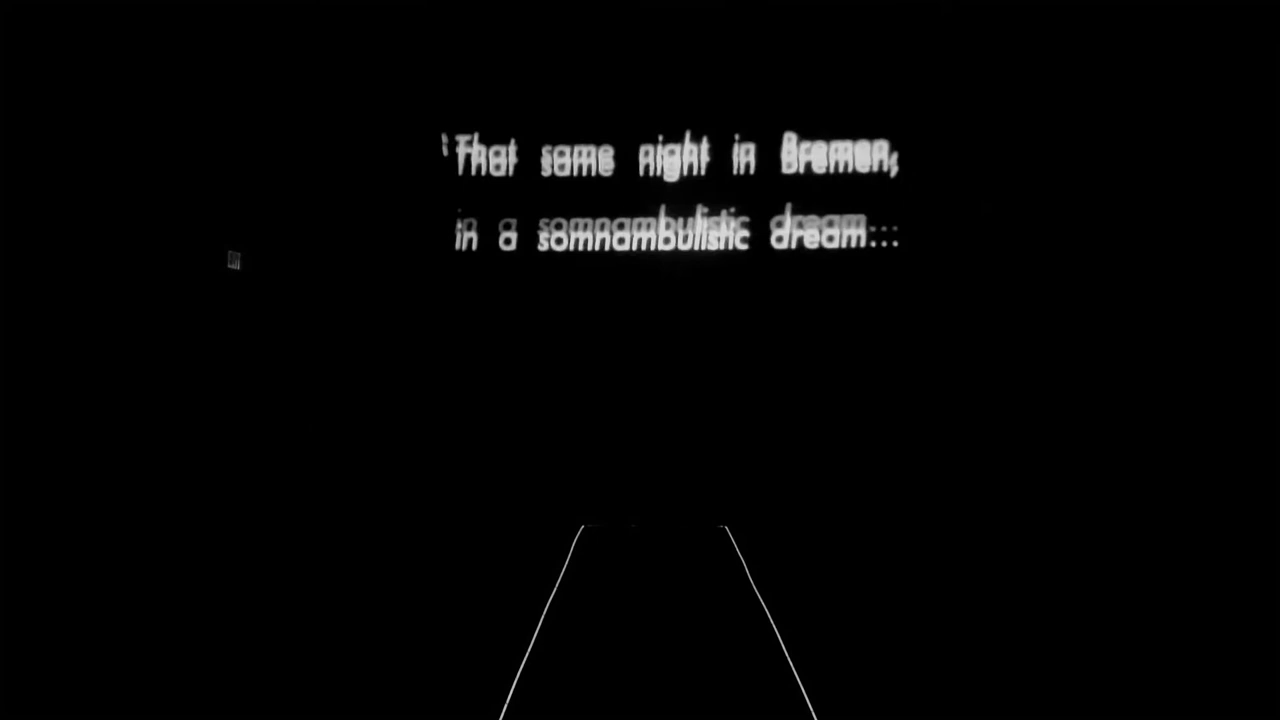 That same night in Bremen,
in a somnambulistic dream...